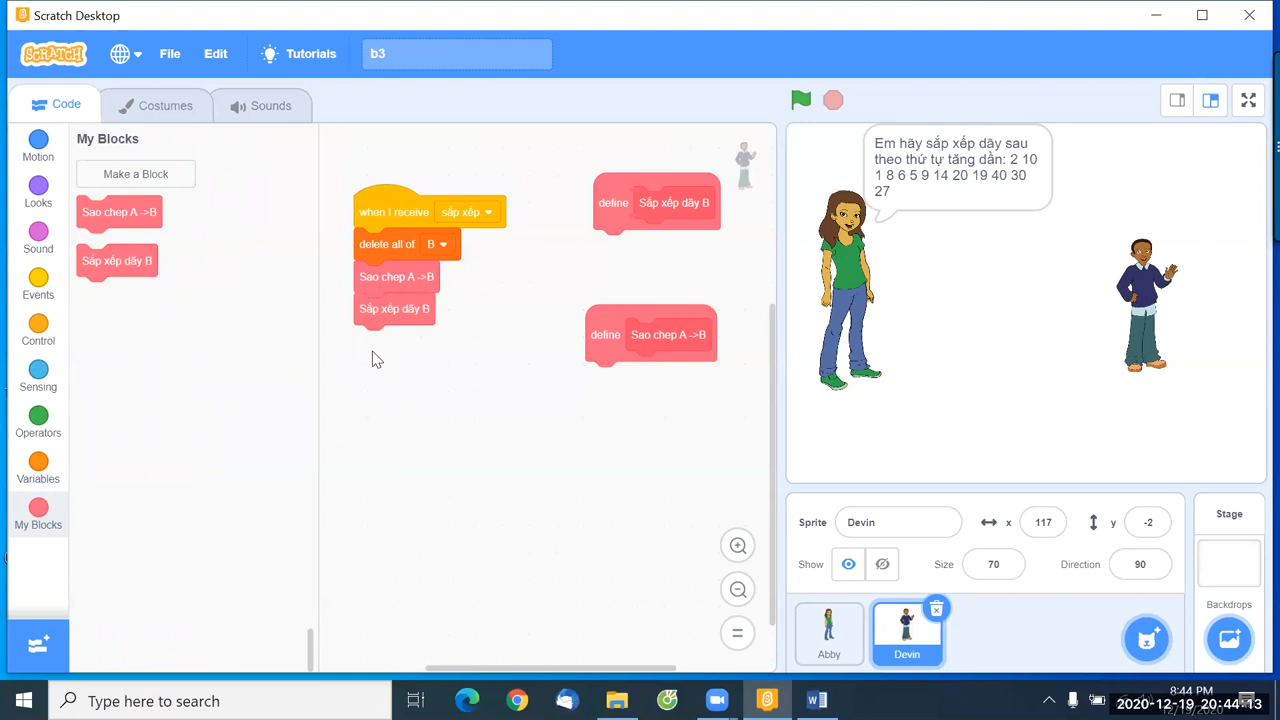 Scratch Desktop
SCRATCH
File
Edit
Tutorials
b3
Code
Costumes
Sounds
My Blocks
Make a Block
Sao chep A ->B
Sắp xếp dãy B
Motion
Looks
Sound
Events
Control
Sensing
Operators
Variables
My Blocks
when I receive sắp xếp
delete all of B
Sao chep A ->B
Sắp xếp dãy B
define Sắp xếp dãy B
define Sao chep A ->B
Em hãy sắp xếp dãy sau
theo thứ tự tăng dần: 2 10
1 8 6 5 9 14 20 19 40 30
27
Sprite Devin x 117 y -2
Show Size 70 Direction 90
Abby
Devin
Stage
Backdrops
Type here to search
8:44 PM
2020-12-19 20:44:13